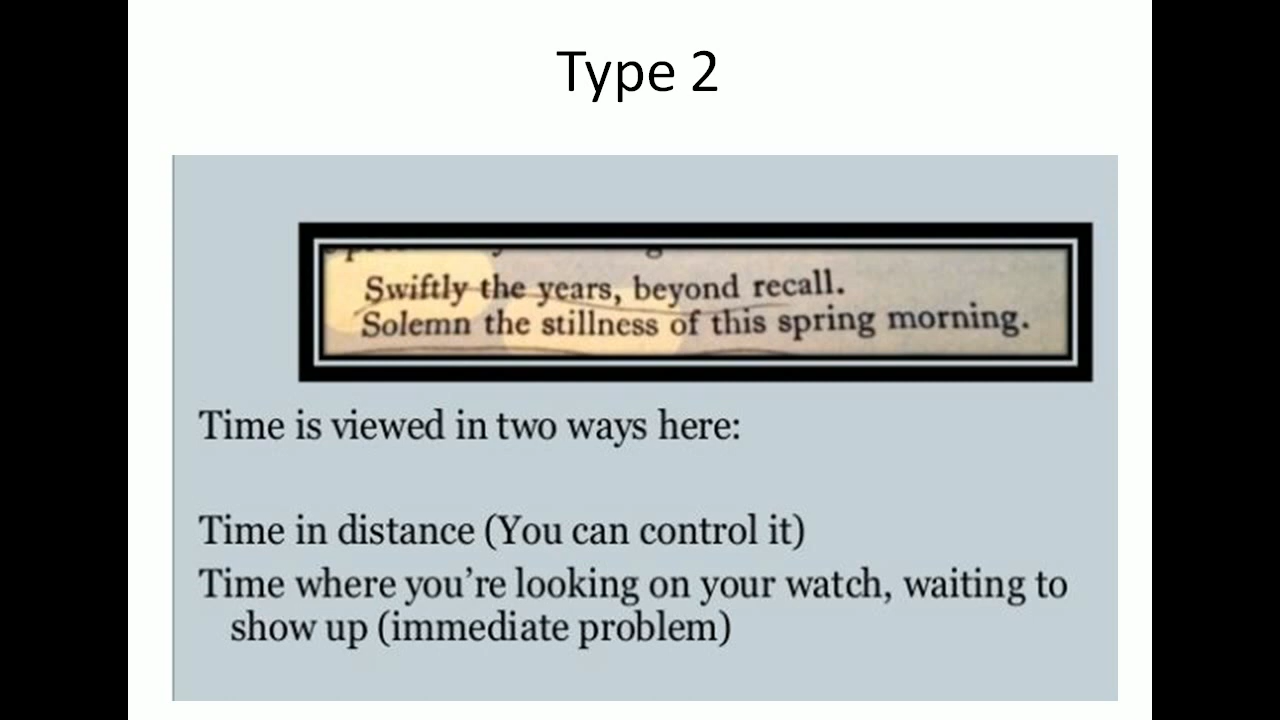 Type 2
Swiftly the years, beyond recall.
Solemn the stillness of this spring morning.
Time is viewed in two ways here:
Time in distance (You can control it)
Time where you're looking on your watch, waiting to
show up (immediate problem)